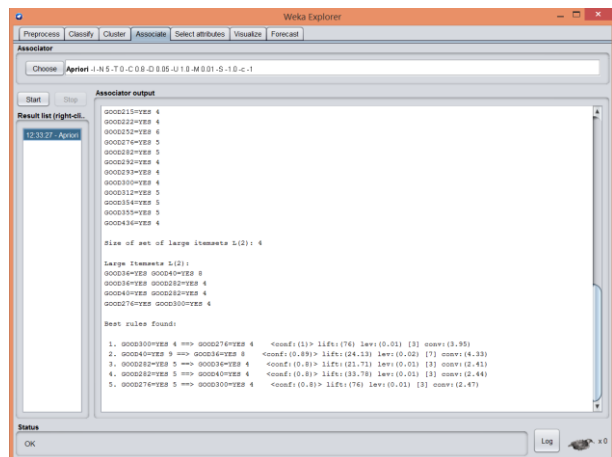 Weka Explorer
Preprocess Classify Cluster Associate Select attributes Visualize Forecast
Associator
Choose Apriori -I -N 5 -T 0 -C 0.8 -D 0.05 -U 1.0 -M 0.01 -S -1.0 -c -1
Start Stop
Associator output
Result list (right-cli...
12:33:27 - Apriori
GOOD215=YES 4
GOOD222=YES 4
GOOD252=YES 6
GOOD276=YES 5
GOOD282=YES 5
GOOD292=YES 4
GOOD293=YES 4
GOOD300=YES 4
GOOD312=YES 5
GOOD354=YES 5
GOOD355=YES 5
GOOD436=YES 4
Size of set of large itemsets L(2): 4
Large Itemsets L(2):
GOOD36=YES GOOD40=YES 8
GOOD36=YES GOOD282=YES 4
GOOD40=YES GOOD282=YES 4
GOOD276=YES GOOD300=YES 4
Best rules found:
1. GOOD300=YES 4 ==> GOOD276=YES 4 <conf:(1)> lift:(76) lev:(0.01) [3] conv:(3.95)
2. GOOD40=YES 9 ==> GOOD36=YES 8 <conf:(0.89)> lift:(24.13) lev:(0.02) [7] conv:(4.33)
3. GOOD282=YES 5 ==> GOOD36=YES 4 <conf:(0.8)> lift:(21.71) lev:(0.01) [3] conv:(2.41)
4. GOOD282=YES 5 ==> GOOD40=YES 4 <conf:(0.8)> lift:(33.78) lev:(0.01) [3] conv:(2.44)
5. GOOD276=YES 5 ==> GOOD300=YES 4 <conf:(0.8)> lift:(76) lev:(0.01) [3] conv:(2.47)
Status
OK
Log
x 0